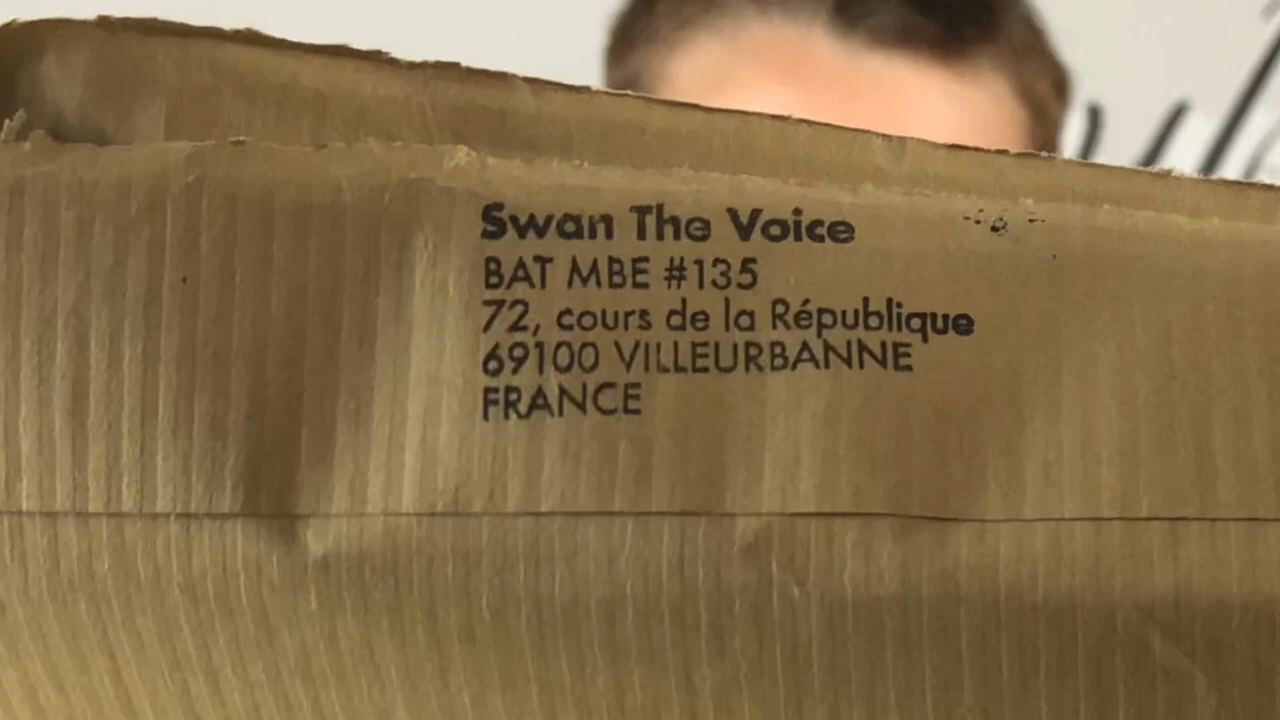 Swan The Voice
BAT MBE #135
72, cours de la République
69100 VILLEURBANNE
FRANCE